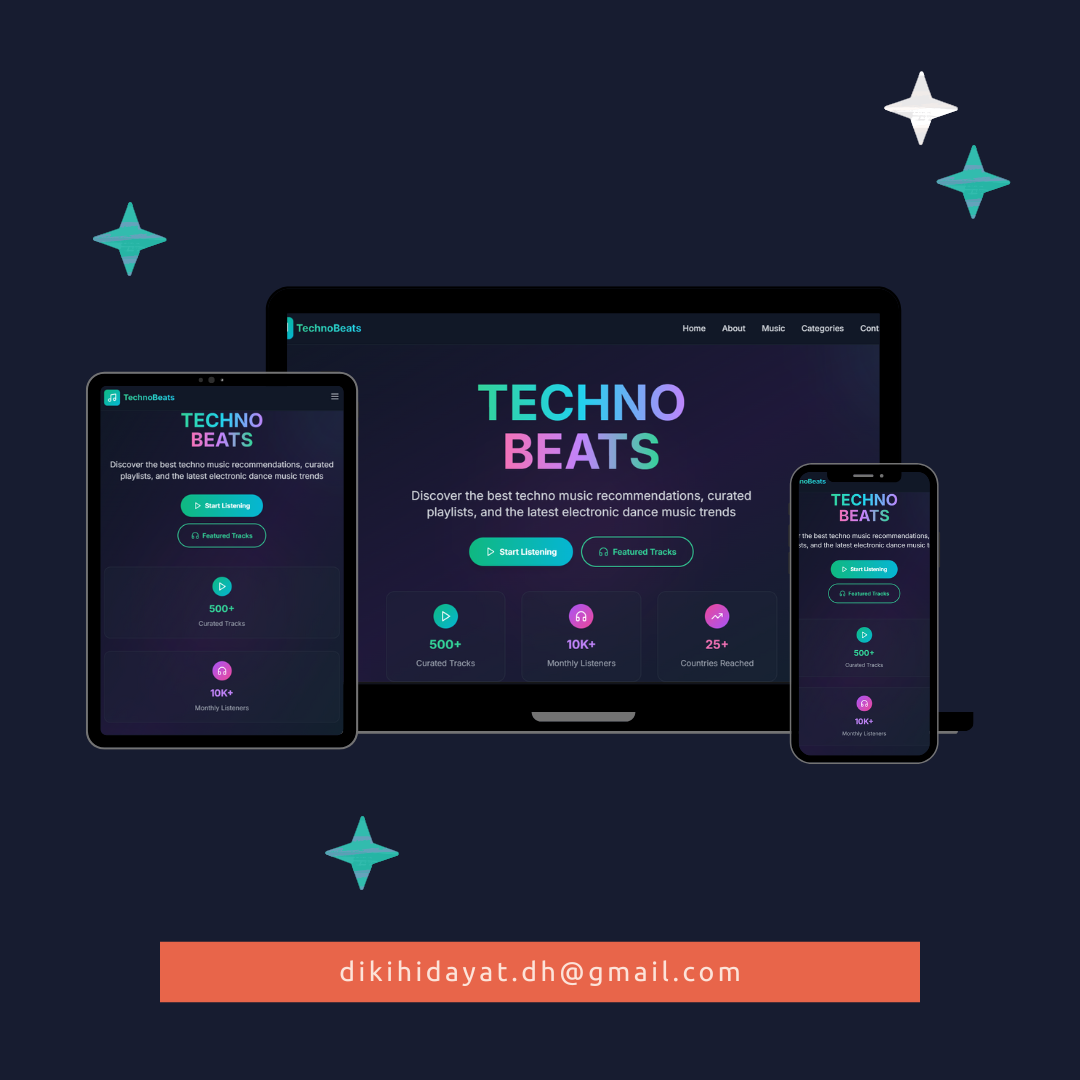 TechnoBeats
Home About Music Categories Cont
TECHNO
BEATS
Discover the best techno music recommendations, curated
playlists, and the latest electronic dance music trends
Start Listening Featured Tracks
500+ 10K+ 25+
Curated Tracks Monthly Listeners Countries Reached
TechnoBeats
TECHNO
BEATS
Discover the best techno music recommendations, curated
playlists, and the latest electronic dance music trends
Start Listening
Featured Tracks
500+
Curated Tracks
10K+
Monthly Listeners
noBeats
TECHNO
BEATS
r the best techno music recommendations,
sts, and the latest electronic dance music t
Start Listening
Featured Tracks
500+
Curated Tracks
10K+
Monthly Listeners
dikihidayat.dh@gmail.com